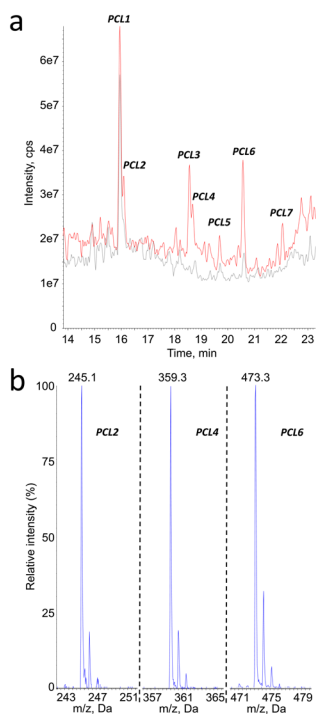 a
PCL1
6e7
5e7
PCL2
PCL3
PCL6
4e7
PCL4
3e7
PCL5
PCL7
2e7
1e7
0
Intensity, cps
14 15 16 17 18 19 20 21 22 23
Time, min
b
245.1 359.3 473.3
100
PCL2 PCL4 PCL6
75
50
25
0
Relative intensity (%)
243 247 251 357 361 365 471 475 479
m/z, Da m/z, Da m/z, Da